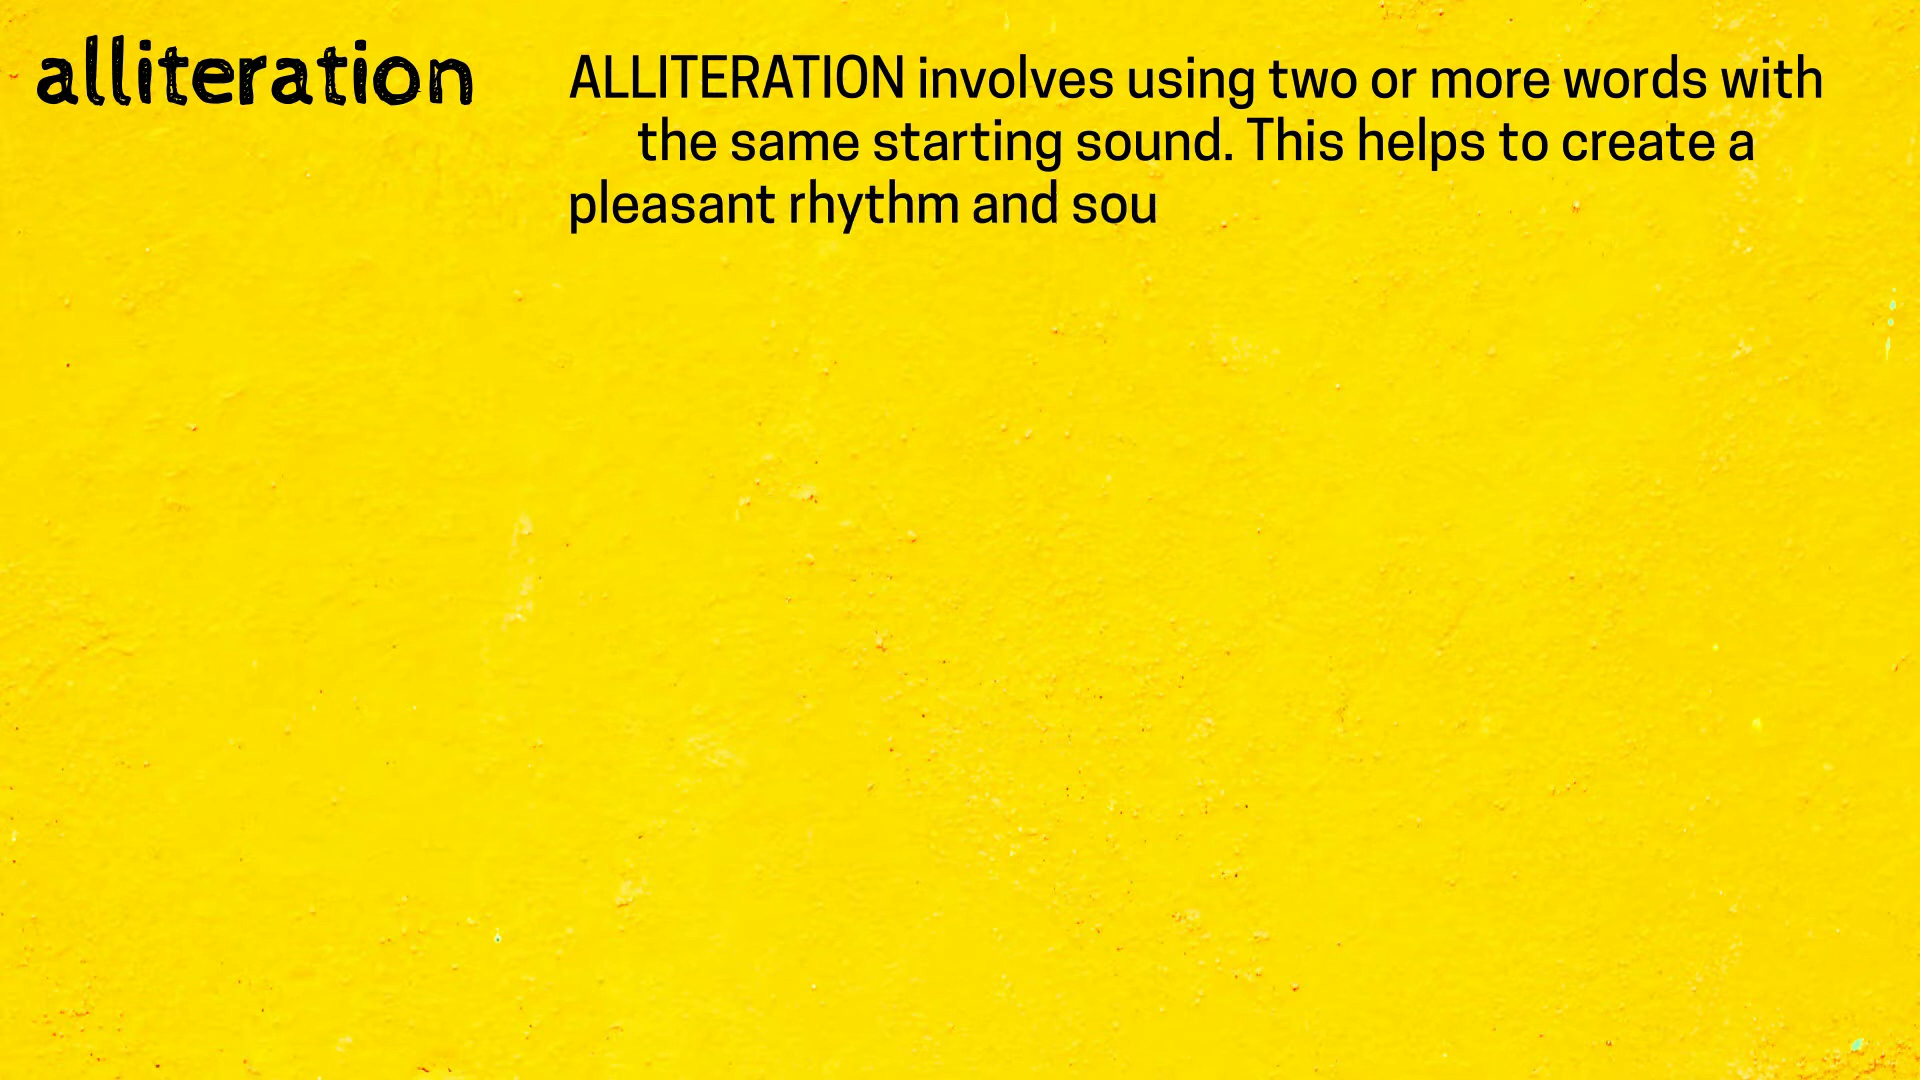 alliteration
ALLITERATION involves using two or more words with
the same starting sound. This helps to create a
pleasant rhythm and sou